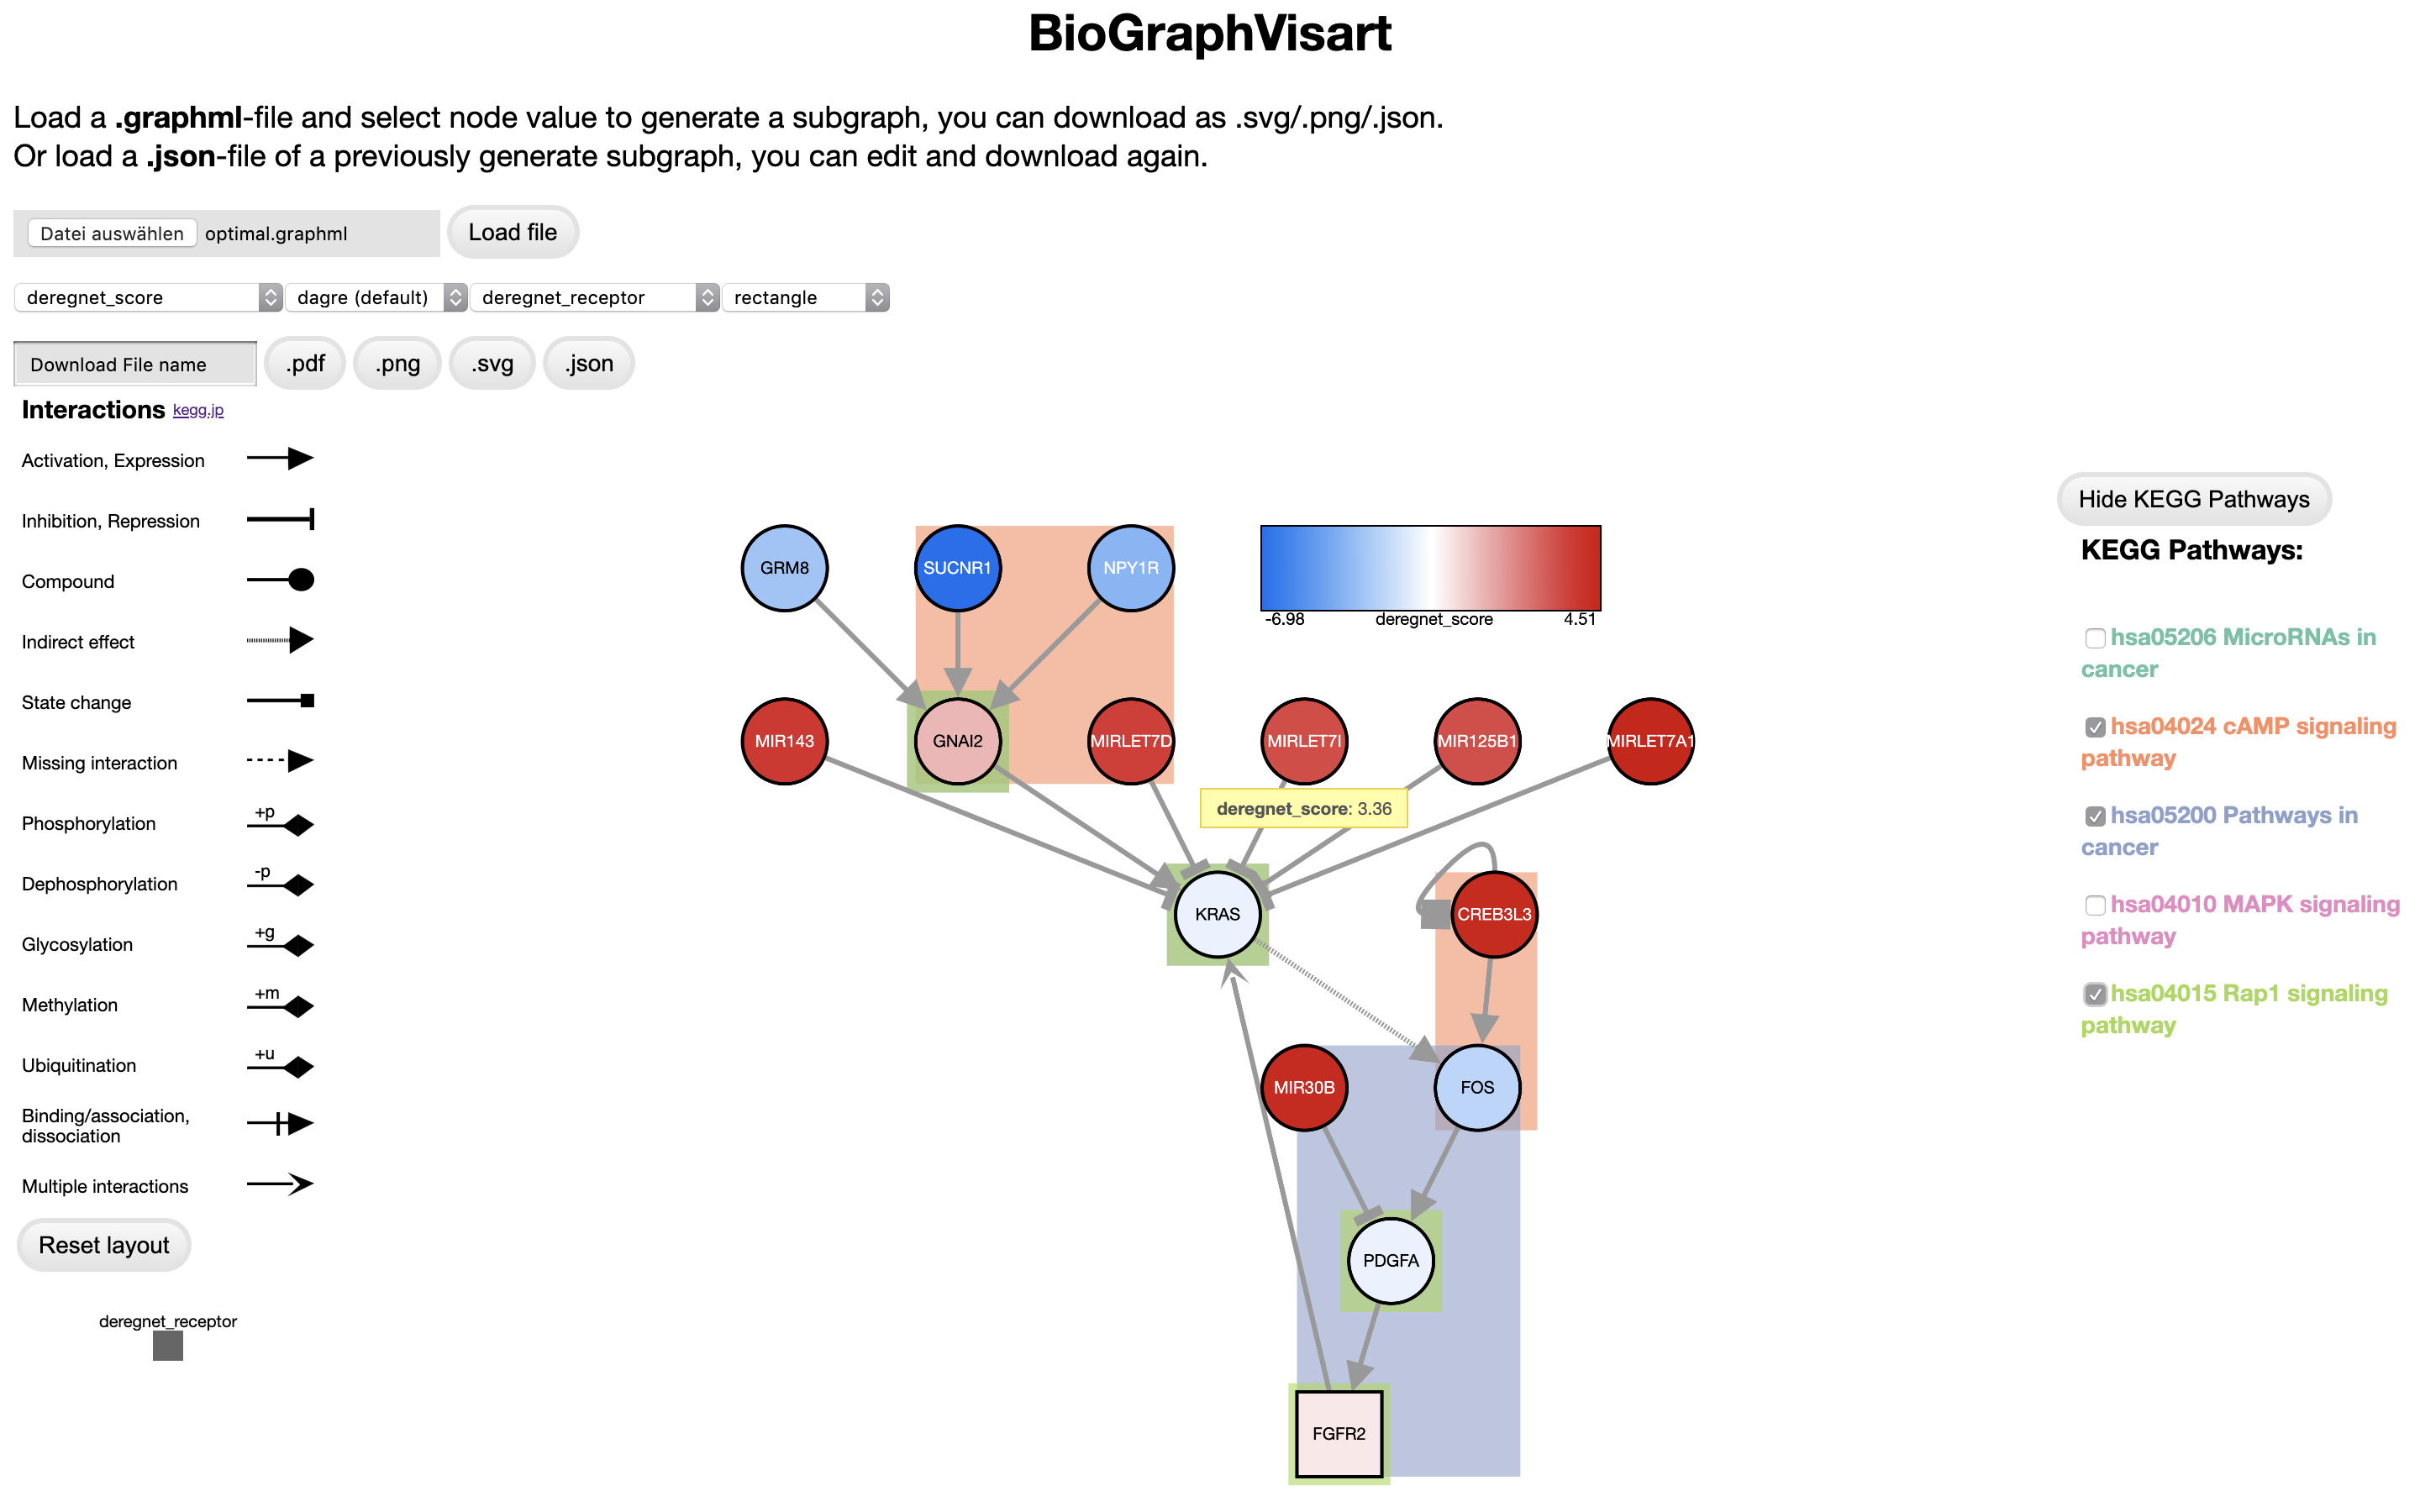 BioGraphVisart
Load a .graphml-file and select node value to generate a subgraph, you can download as .svg/.png/.json.
Or load a .json-file of a previously generate subgraph, you can edit and download again.
Datei auswählen optimal.graphml Load file
deregnet_score dagre (default) deregnet_receptor rectangle
Download File name .pdf .png .svg .json
Interactions kegg.jp
Activation, Expression
Inhibition, Repression
Compound
Indirect effect
State change
Missing interaction
Phosphorylation +p
Dephosphorylation -p
Glycosylation +g
Methylation +m
Ubiquitination +u
Binding/association,
dissociation
Multiple interactions
Reset layout
deregnet_receptor
GRM8 SUCNR1 NPY1R
-6.98 deregnet_score 4.51
MIR143 GNAI2 MIRLET7D MIRLET7I MIR125B1 MIRLET7A1
deregnet_score: 3.36
KRAS CREB3L3
MIR30B FOS
PDGFA
FGFR2
Hide KEGG Pathways
KEGG Pathways:
hsa05206 MicroRNAs in
cancer
hsa04024 cAMP signaling
pathway
hsa05200 Pathways in
cancer
hsa04010 MAPK signaling
pathway
hsa04015 Rap1 signaling
pathway